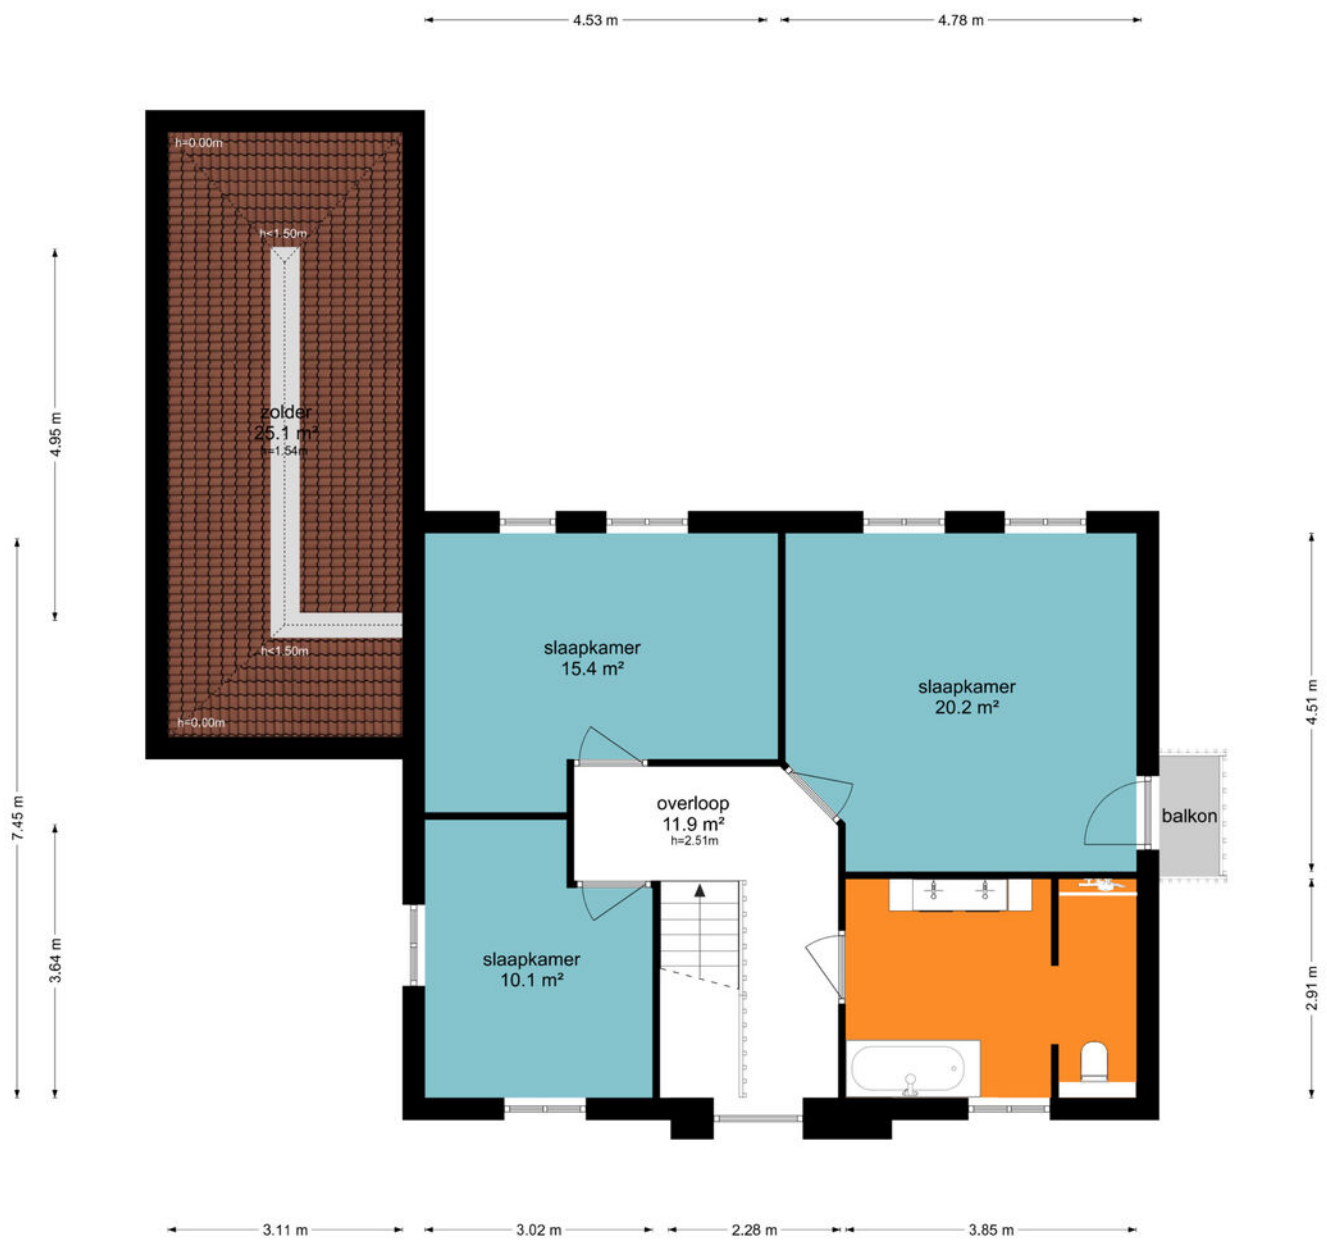 4.53 m
4.78 m
h=0.00m
h<1.50m
4.95 m
zolder
25.1 m²
h=1.54m
h<1.50m
h=0.00m
7.45 m
3.64 m
slaapkamer
15.4 m²
slaapkamer
20.2 m²
4.51 m
overloop
11.9 m²
h=2.51m
balkon
slaapkamer
10.1 m²
2.91 m
3.11 m
3.02 m
2.28 m
3.85 m